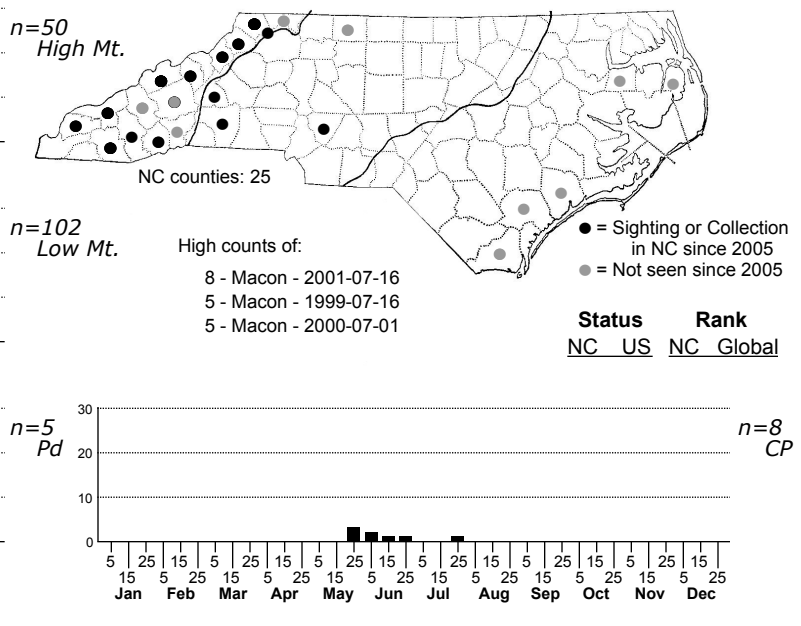 n=50
High Mt.
NC counties: 25
n=102
Low Mt.
High counts of:
8 - Macon - 2001-07-16
5 - Macon - 1999-07-16
5 - Macon - 2000-07-01
= Sighting or Collection
in NC since 2005
= Not seen since 2005
Status Rank
NC US NC Global
n=5
Pd
n=8
CP
30
20
10
0
5 25 15 5 25 15 5 25 15 5 25 15 5 25 15 5 25 15
15 5 25 15 5 25 15 5 25 15 5 25 15 5 25 15 5 25
Jan Feb Mar Apr May Jun Jul Aug Sep Oct Nov Dec